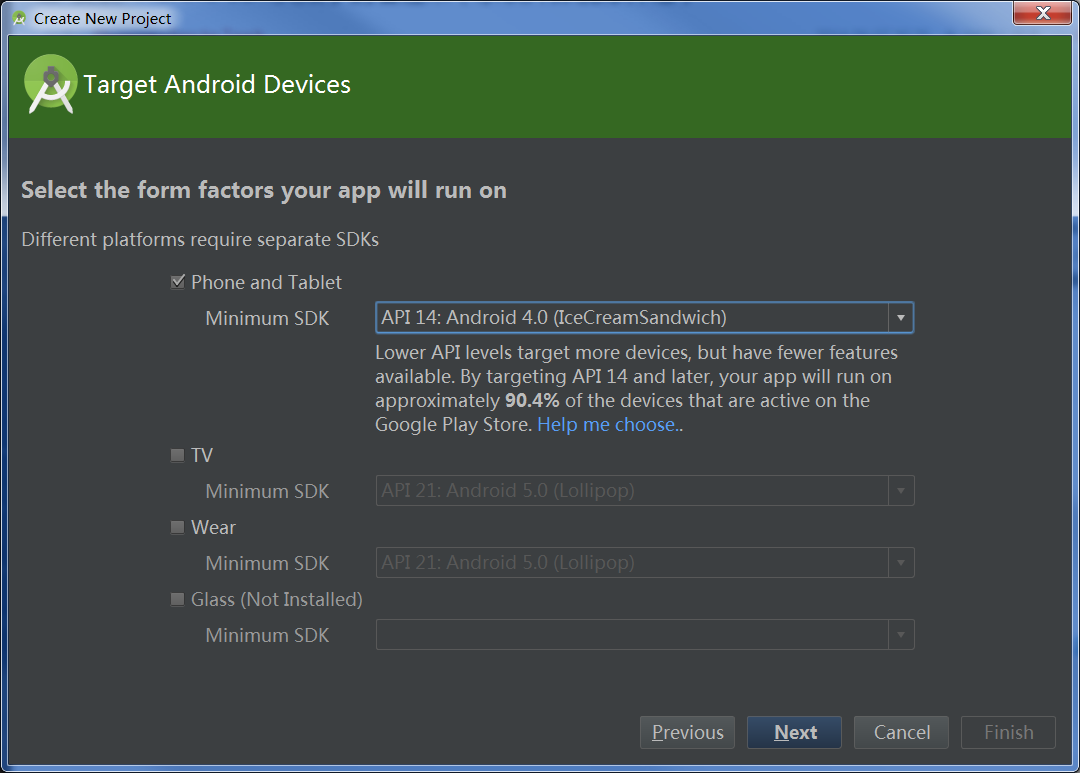 Create New Project
Target Android Devices
Select the form factors your app will run on
Different platforms require separate SDKs
Phone and Tablet
Minimum SDK API 14: Android 4.0 (IceCreamSandwich)
Lower API levels target more devices, but have fewer features
available. By targeting API 14 and later, your app will run on
approximately 90.4% of the devices that are active on the
Google Play Store. Help me choose..
TV
Minimum SDK API 21: Android 5.0 (Lollipop)
Wear
Minimum SDK API 21: Android 5.0 (Lollipop)
Glass (Not Installed)
Minimum SDK
Previous Next Cancel Finish